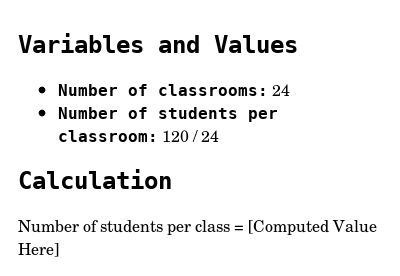 Variables and Values
• Number of classrooms: 24
• Number of students per
classroom: 120 / 24
Calculation
Number of students per class = [Computed Value
Here]